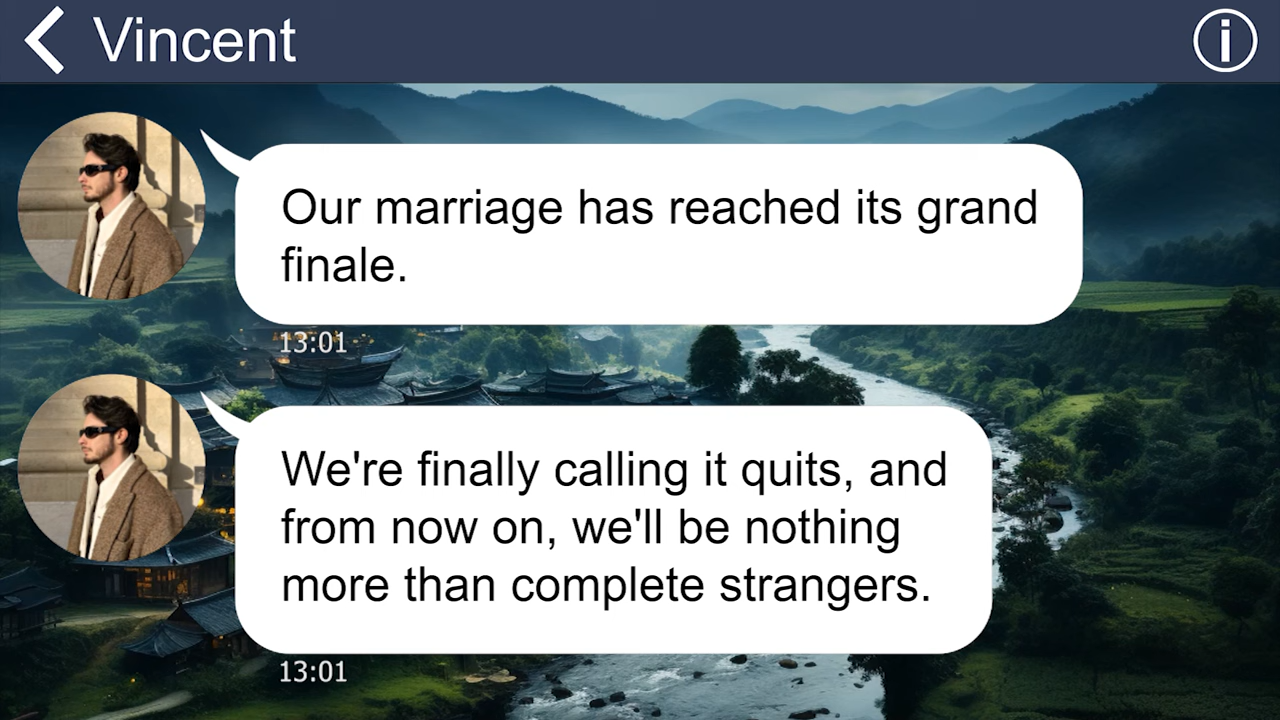 Vincent
Our marriage has reached its grand
finale.
13:01
We're finally calling it quits, and
from now on, we'll be nothing
more than complete strangers.
13:01